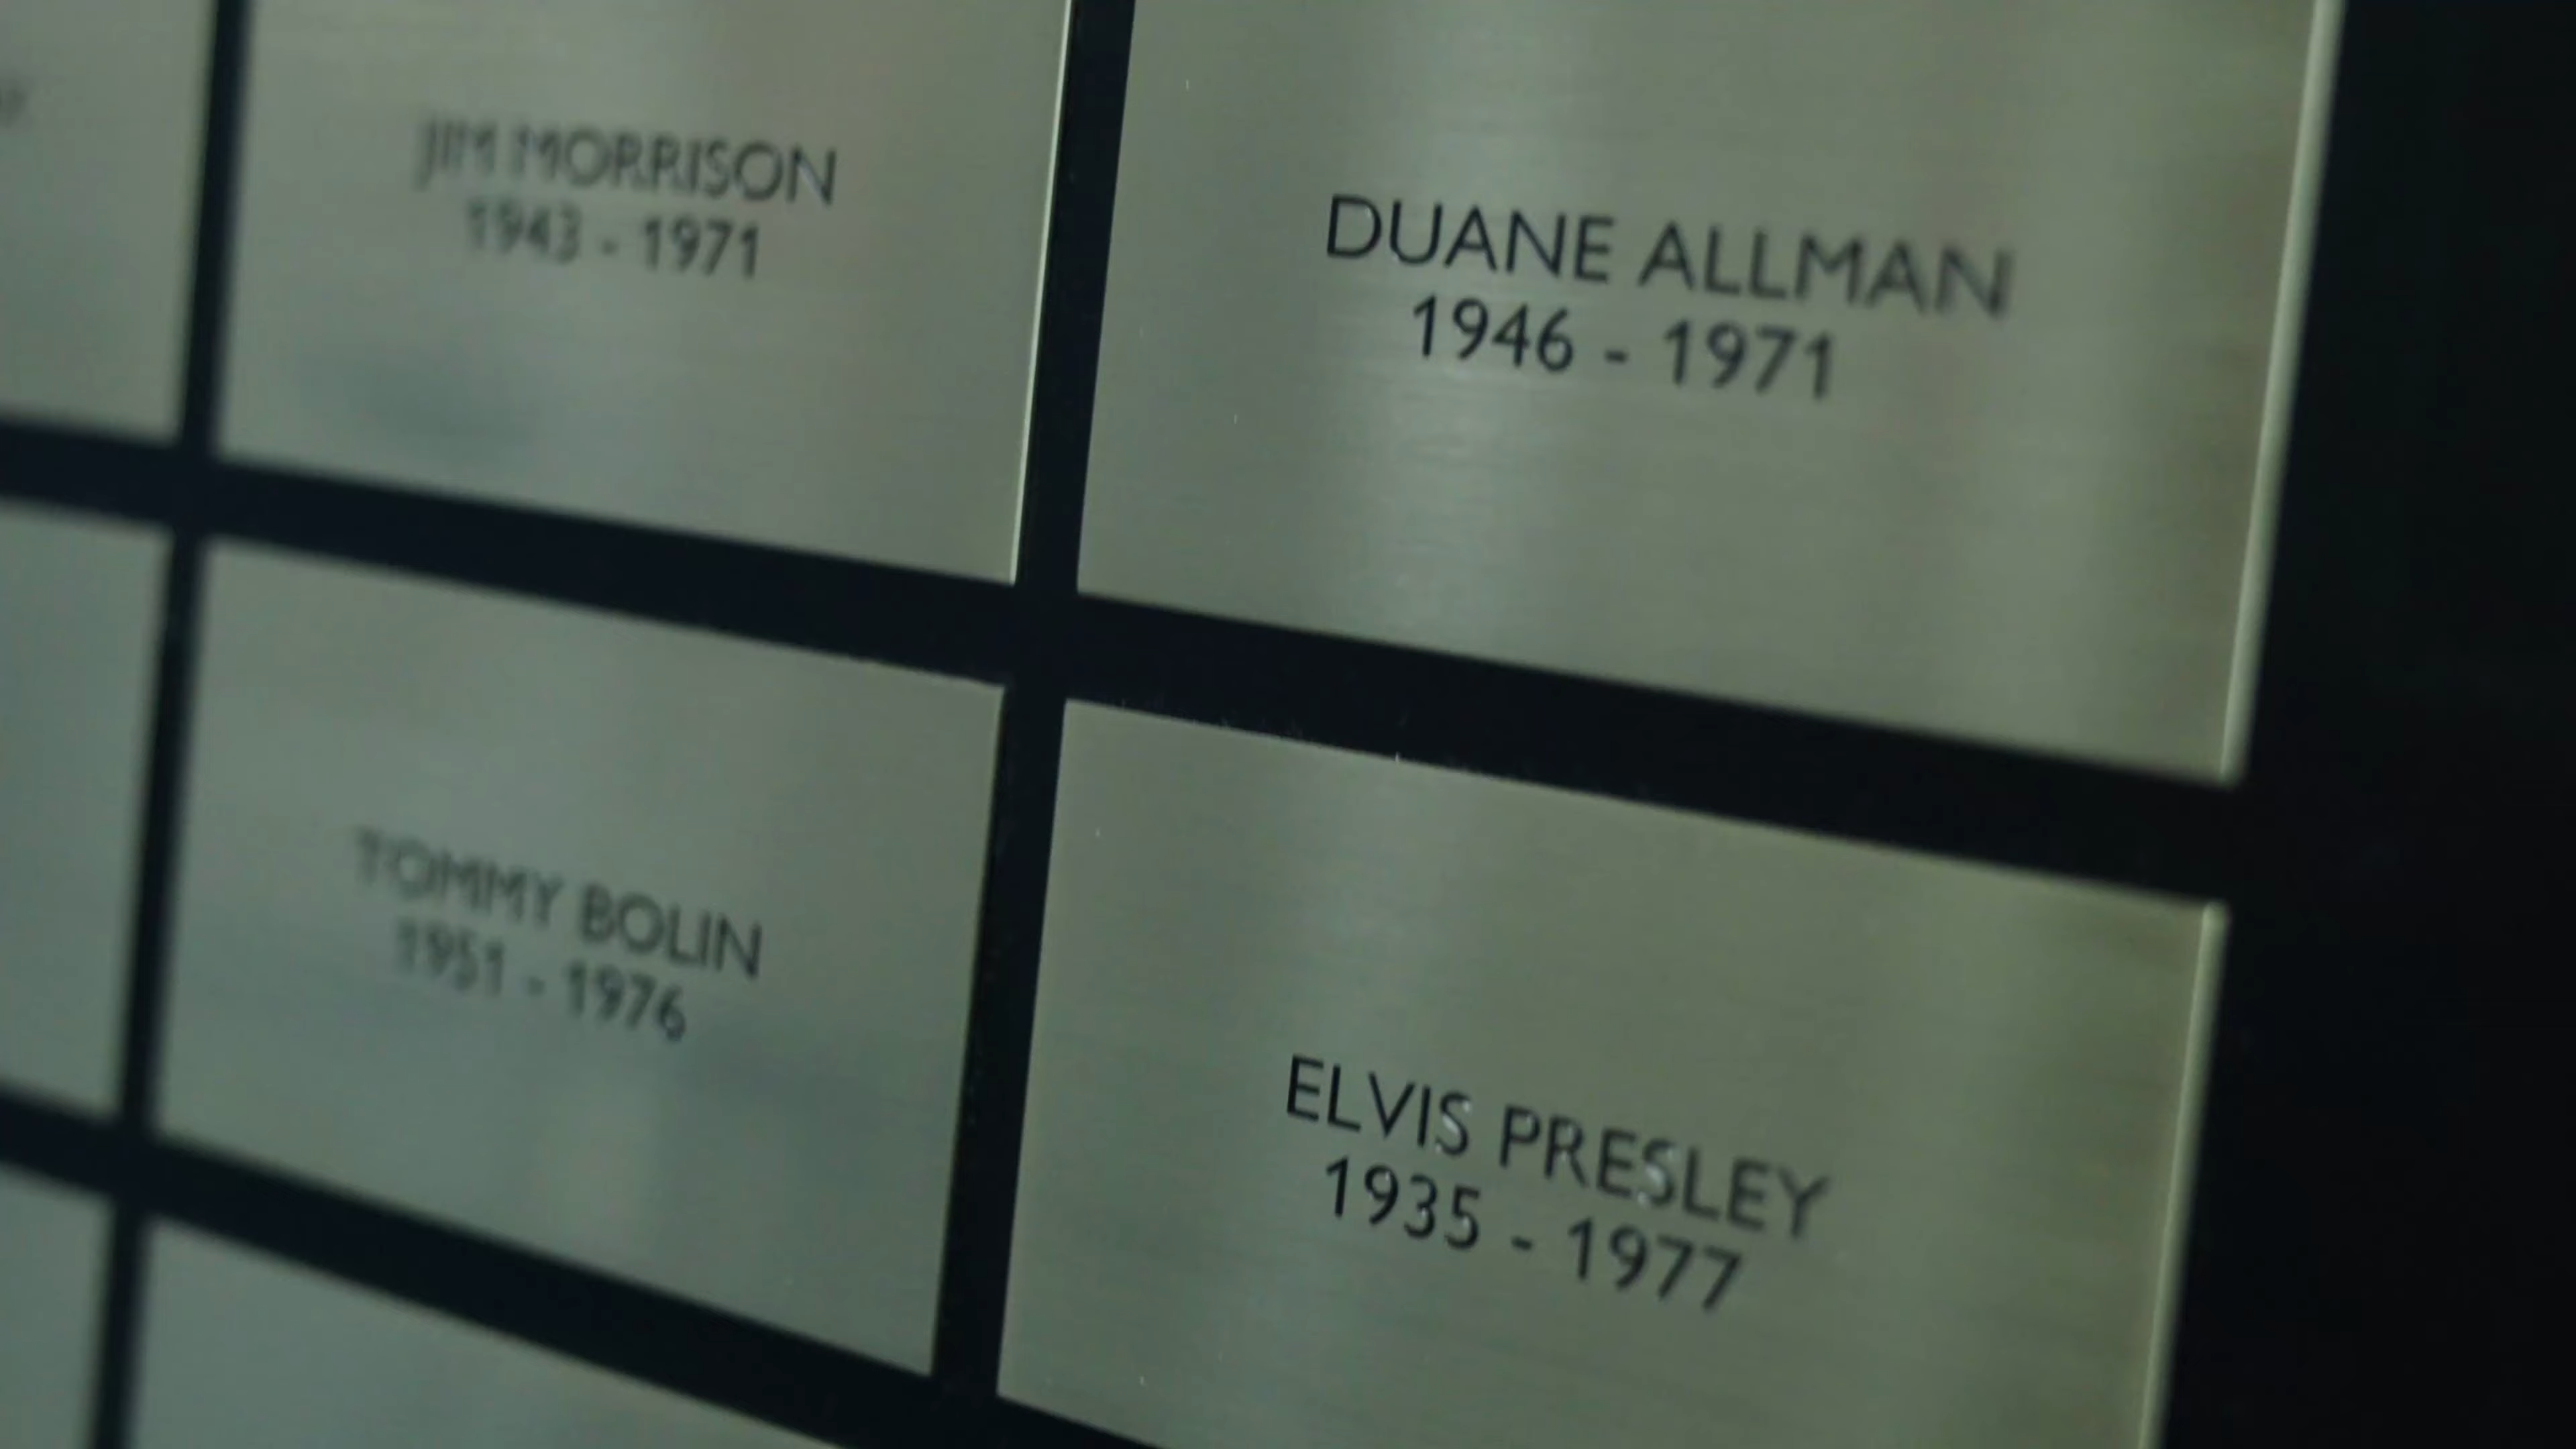 JIM MORRISON
1943 - 1971
DUANE ALLMAN
1946 - 1971
TOMMY BOLIN
1951 - 1976
ELVIS PRESLEY
1935 - 1977